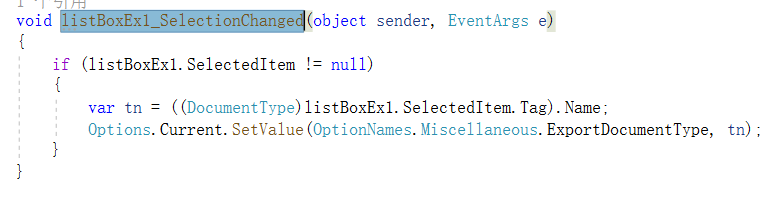 1 个引用
void listBoxEx1_SelectionChanged(object sender, EventArgs e)
{
if (listBoxEx1.SelectedItem != null)
{
var tn = ((DocumentType)listBoxEx1.SelectedItem.Tag).Name;
Options.Current.SetValue(OptionNames.Miscellaneous.ExportDocumentType, tn);
}
}